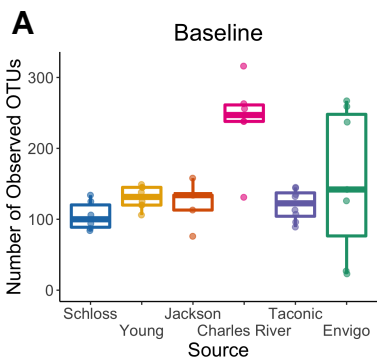 A
Baseline
Number of Observed OTUs
300
200
100
0
Schloss Jackson Taconic
Young Charles River Envigo
Source